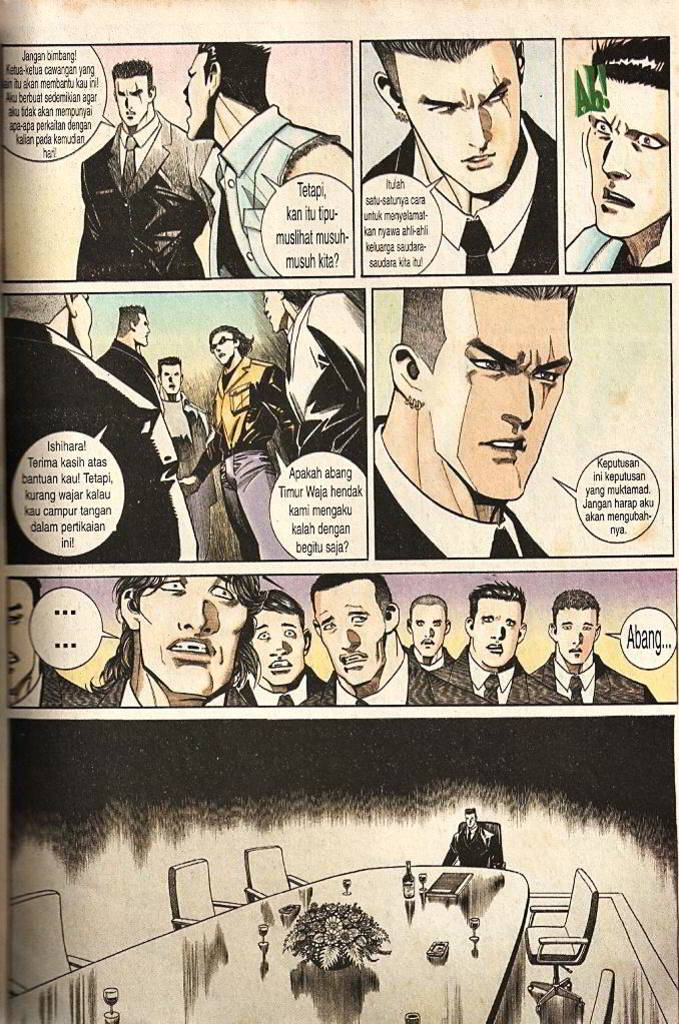 Jangan bimbang!
Ketua-ketua cawangan yang
lain itu akan membantu kau ini!
Aku berbuat sedemikian agar
aku tidak akan mempunyai
apa-apa perkaitan dengan
kalian pada kemudian
hari!
Tetapi,
kan itu tipu-
muslihat musuh-
musuh kita?
Itulah
satu-satunya cara
untuk menyelamat-
kan nyawa ahli-ahli
keluarga saudara-
saudara kita itu!
Ah!
Ishihara!
Terima kasih atas
bantuan kau! Tetapi,
kurang wajar kalau
kau campur tangan
dalam pertikaian
ini!
Apakah abang
Timur Waja hendak
kami mengaku
kalah dengan
begitu saja?
Keputusan
ini keputusan
yang muktamad.
Jangan harap aku
akan mengubah-
nya.
...
...
Abang...